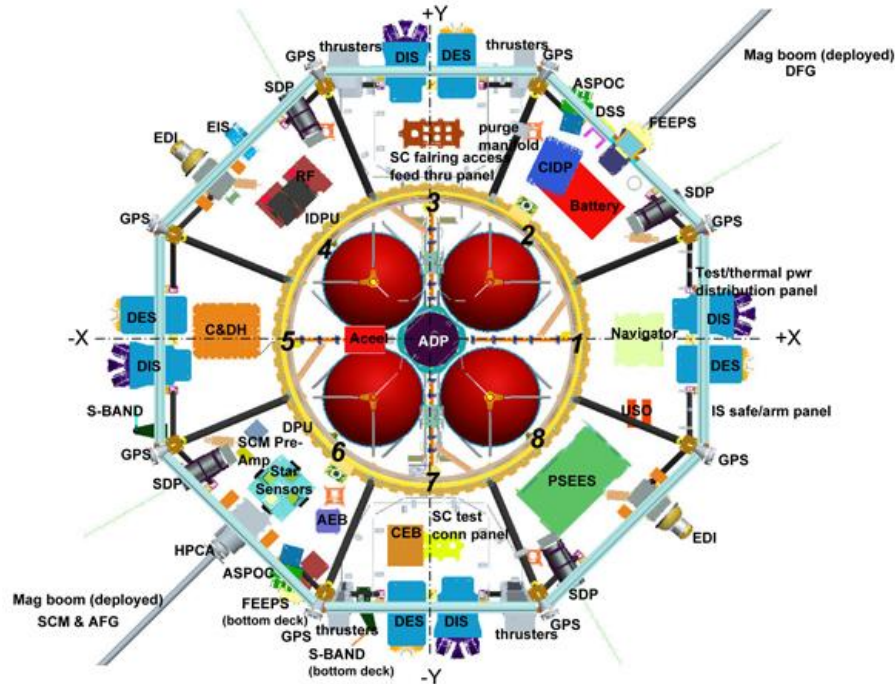 +Y
GPS
thrusters
DIS
DES
thrusters
GPS
Mag boom (deployed)
DFG
SDP
ASPOC
DSS
FEEPS
EDI
EIS
purge
manifold
SC fairing access
feed thru panel
CIDP
RF
IDPU
Battery
SDP
GPS
GPS
3
4
2
Test/thermal pwr
distribution panel
DES
C&DH
DIS
-X
5
Accel
ADP
1
Navigator
+X
DIS
DES
S-BAND
USO
IS safe/arm panel
GPS
DPU
6
8
GPS
SCM Pre-
Amp
SDP
Star
Sensors
7
PSEES
AEB
CEB
SC test
conn panel
EDI
HPCA
ASPOC
SDP
Mag boom (deployed)
SCM & AFG
FEEPS
(bottom deck)
GPS
thrusters
DES
DIS
thrusters
GPS
S-BAND
(bottom deck)
-Y